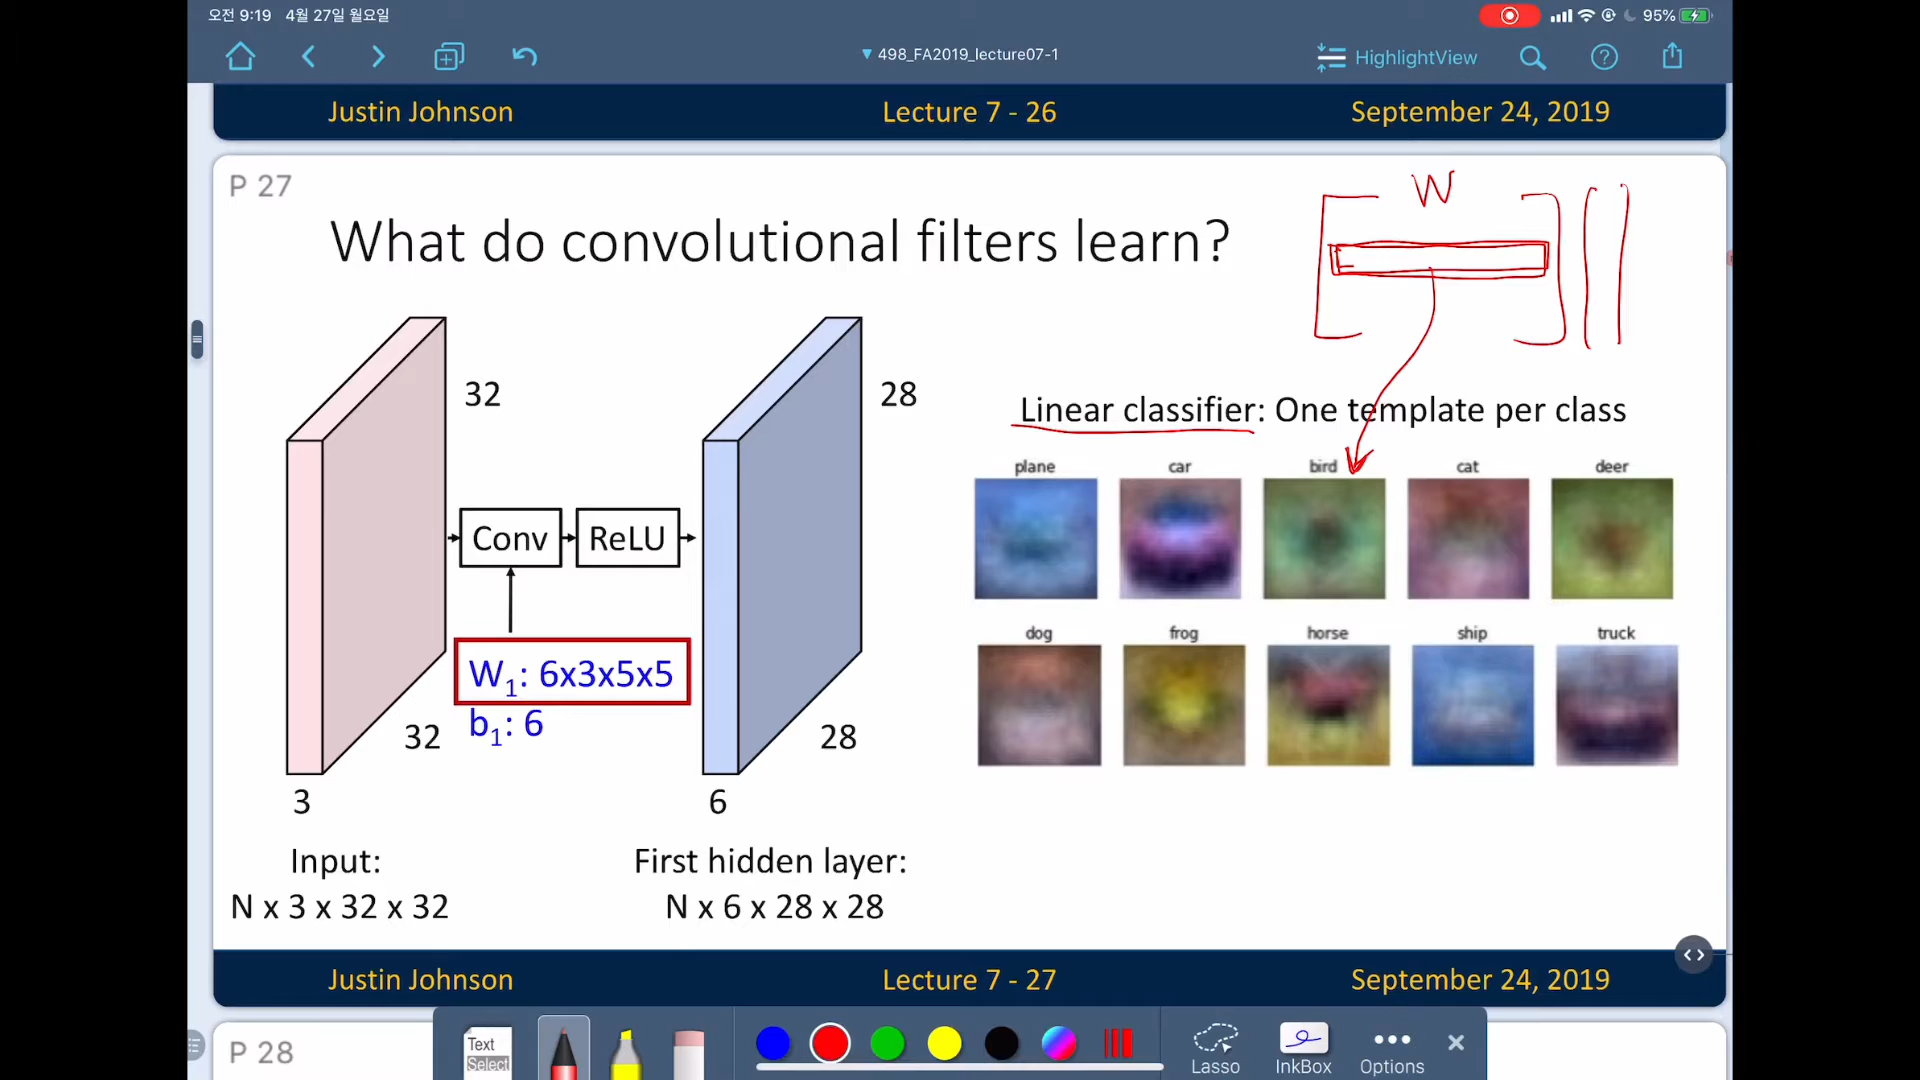 오전 9:19 4월 27일 월요일
95%
▼ 498_FA2019_lecture07-1
HighlightView
Justin Johnson Lecture 7 - 26 September 24, 2019
P 27
W
What do convolutional filters learn?
32
28
Linear classifier: One template per class
plane car bird cat deer
Conv ReLU
dog frog horse ship truck
W1: 6x3x5x5
b1: 6
32
28
3
6
Input:
First hidden layer:
N x 3 x 32 x 32
N x 6 x 28 x 28
Justin Johnson Lecture 7 - 27 September 24, 2019
P 28
Text
Select
Lasso InkBox Options